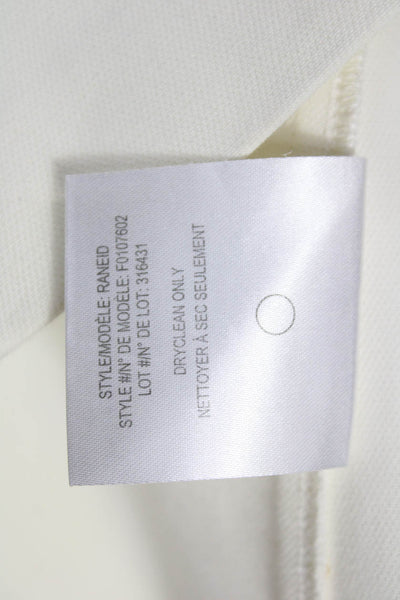 STYLE/MODÈLE: RANEID
STYLE #/N° DE MODÈLE: F0107602
LOT #/N° DE LOT: 316431
DRYCLEAN ONLY
NETTOYER À SEC SEULEMENT